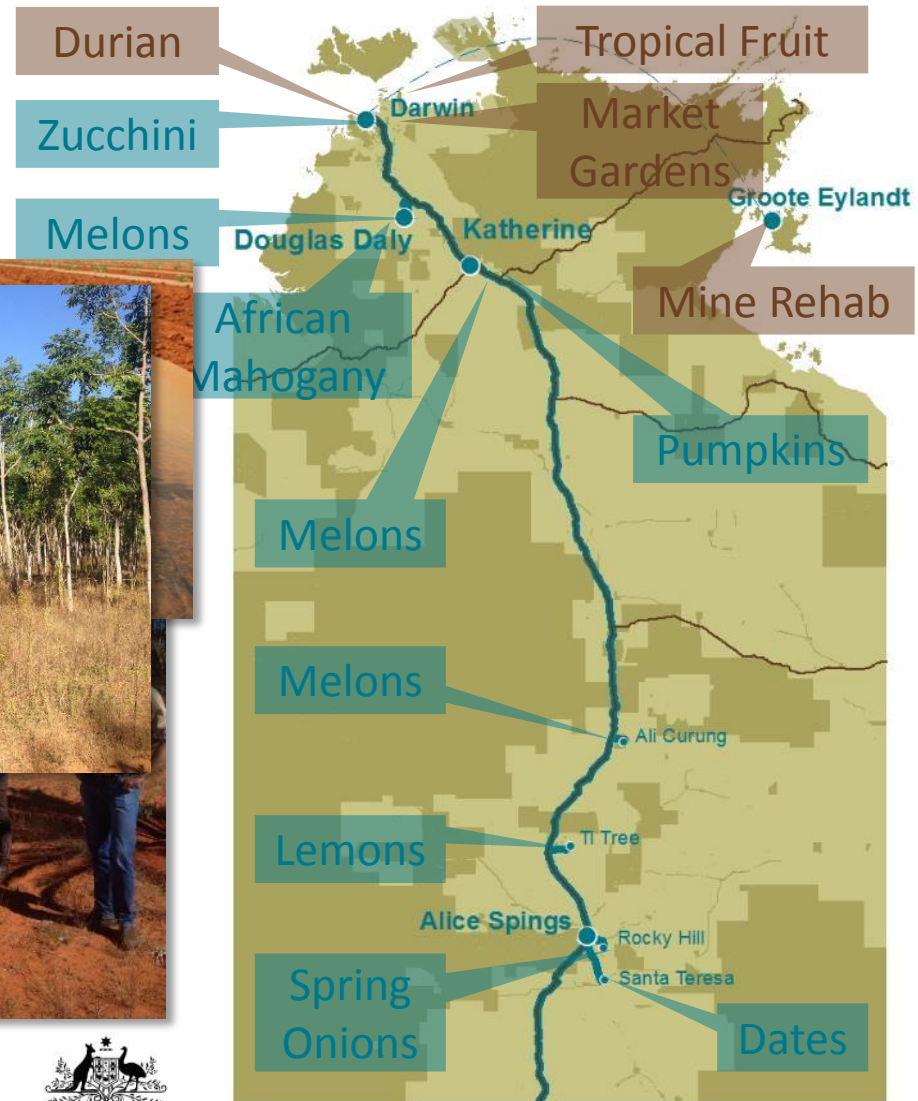 Durian
Tropical Fruit
Darwin
Zucchini
Market
Gardens
Melons
Douglas Daly
Katherine
Groote Eylandt
African
Mahogany
Mine Rehab
Pumpkins
Melons
Melons
Ali Curung
Lemons
Ti Tree
Alice Spings
Rocky Hill
Santa Teresa
Spring
Onions
Dates